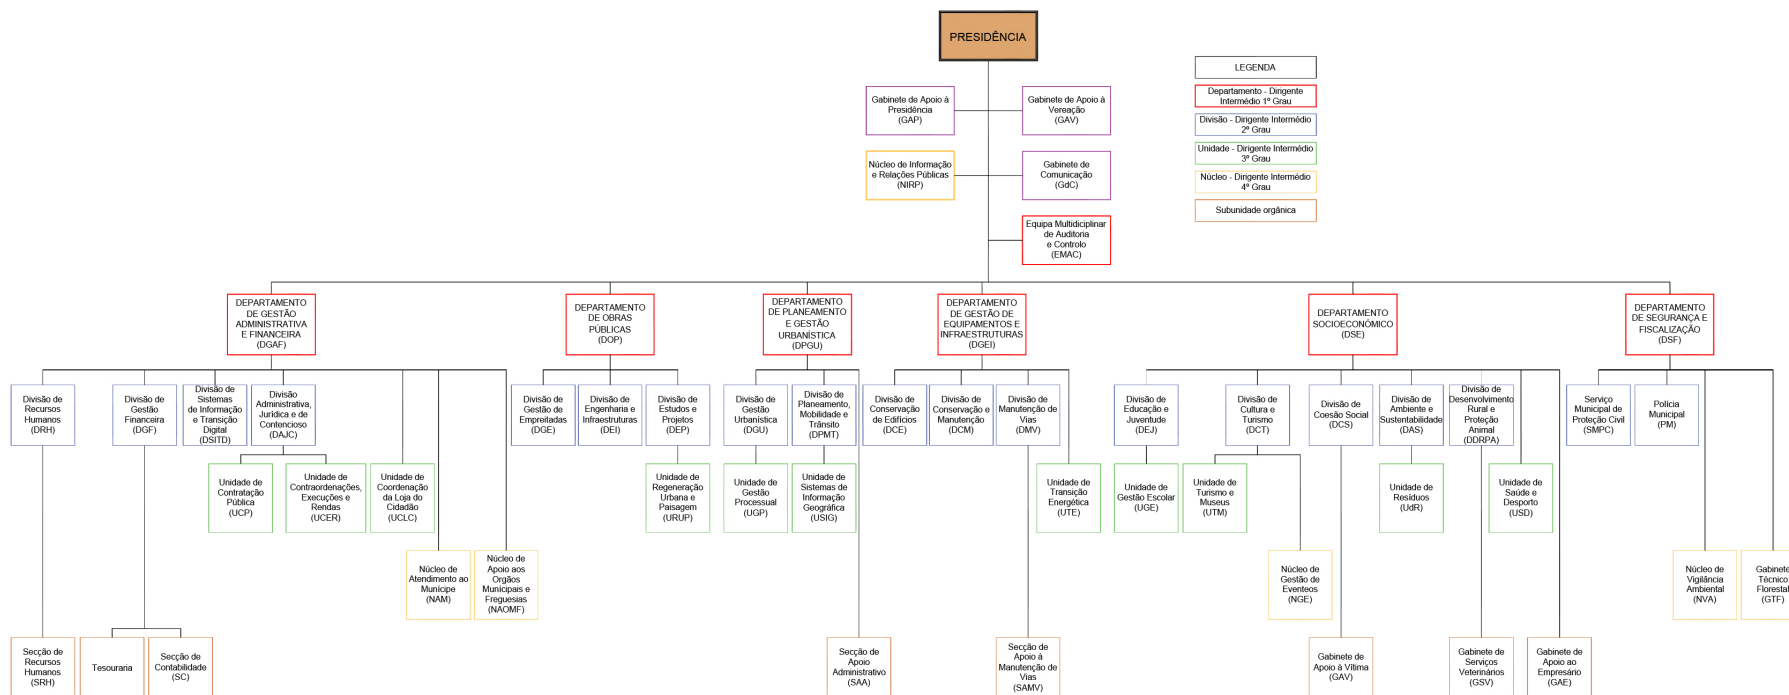 PRESIDÊNCIA
LEGENDA
Departamento - Dirigente
Intermédio 1º Grau
Divisão - Dirigente Intermédio
2º Grau
Unidade - Dirigente Intermédio
3º Grau
Núcleo - Dirigente Intermédio
4º Grau
Subunidade orgânica
Gabinete de Apoio à
Presidência
(GAP)
Gabinete de Apoio à
Vereação
(GAV)
Núcleo de Informação
e Relações Públicas
(NIRP)
Gabinete de
Comunicação
(GdC)
Equipa Multidiciplinar
de Auditoria
e Controlo
(EMAC)
DEPARTAMENTO
DE GESTÃO
ADMINISTRATIVA
E FINANCEIRA
(DGAF)
DEPARTAMENTO
DE OBRAS
PÚBLICAS
(DOP)
DEPARTAMENTO
DE PLANEAMENTO
E GESTÃO
URBANÍSTICA
(DPGU)
DEPARTAMENTO
DE GESTÃO DE
EQUIPAMENTOS E
INFRAESTRUTURAS
(DGEI)
DEPARTAMENTO
SOCIOECONÓMICO
(DSE)
DEPARTAMENTO
DE SEGURANÇA E
FISCALIZAÇÃO
(DSF)
Divisão de
Recursos
Humanos
(DRH)
Divisão de
Gestão
Financeira
(DGF)
Divisão de
Sistemas
de Informação
e Transição
Digital
(DSITD)
Divisão
Administrativa,
Jurídica e de
Contencioso
(DAJC)
Divisão de
Gestão de
Empreitadas
(DGE)
Divisão de
Engenharia e
Infraestruturas
(DEI)
Divisão de
Estudos e
Projetos
(DEP)
Divisão de
Gestão
Urbanística
(DGU)
Divisão de
Planeamento,
Mobilidade e
Trânsito
(DPMT)
Divisão de
Conservação
de Edifícios
(DCE)
Divisão de
Conservação e
Manutenção
(DCM)
Divisão de
Manutenção de
Vias
(DMV)
Divisão de
Educação e
Juventude
(DEJ)
Divisão de
Cultura e
Turismo
(DCT)
Divisão de
Coesão Social
(DCS)
Divisão de
Ambiente e
Sustentabilidade
(DAS)
Divisão de
Desenvolvimento
Rural e
Proteção
Animal
(DDRPA)
Serviço
Municipal de
Proteção Civil
(SMPC)
Polícia
Municipal
(PM)
Unidade de
Contratação
Pública
(UCP)
Unidade de
Contraordenações,
Execuções e
Rendas
(UCER)
Unidade de
Coordenação
da Loja do
Cidadão
(UCLC)
Unidade de
Regeneração
Urbana e
Paisagem
(URUP)
Unidade de
Gestão
Processual
(UGP)
Unidade de
Sistemas de
Informação
Geográfica
(USIG)
Unidade de
Transição
Energética
(UTE)
Unidade de
Gestão Escolar
(UGE)
Unidade de
Turismo e
Museus
(UTM)
Unidade de
Resíduos
(UdR)
Unidade de
Saúde e
Desporto
(USD)
Núcleo de
Atendimento ao
Munícipe
(NAM)
Núcleo de
Apoio aos
Orgãos
Munícipais e
Freguesias
(NAOMF)
Núcleo de
Gestão de
Eventeos
(NGE)
Núcleo de
Vigilância
Ambiental
(NVA)
Gabinete
Técnico
Florestal
(GTF)
Secção de
Recursos
Humanos
(SRH)
Tesouraria
Secção de
Contabilidade
(SC)
Secção de
Apoio
Administrativo
(SAA)
Secção de
Apoio à
Manutenção de
Vias
(SAMV)
Gabinete de
Apoio à Vítima
(GAV)
Gabinete de
Serviços
Veterinários
(GSV)
Gabinete de
Apoio ao
Empresário
(GAE)